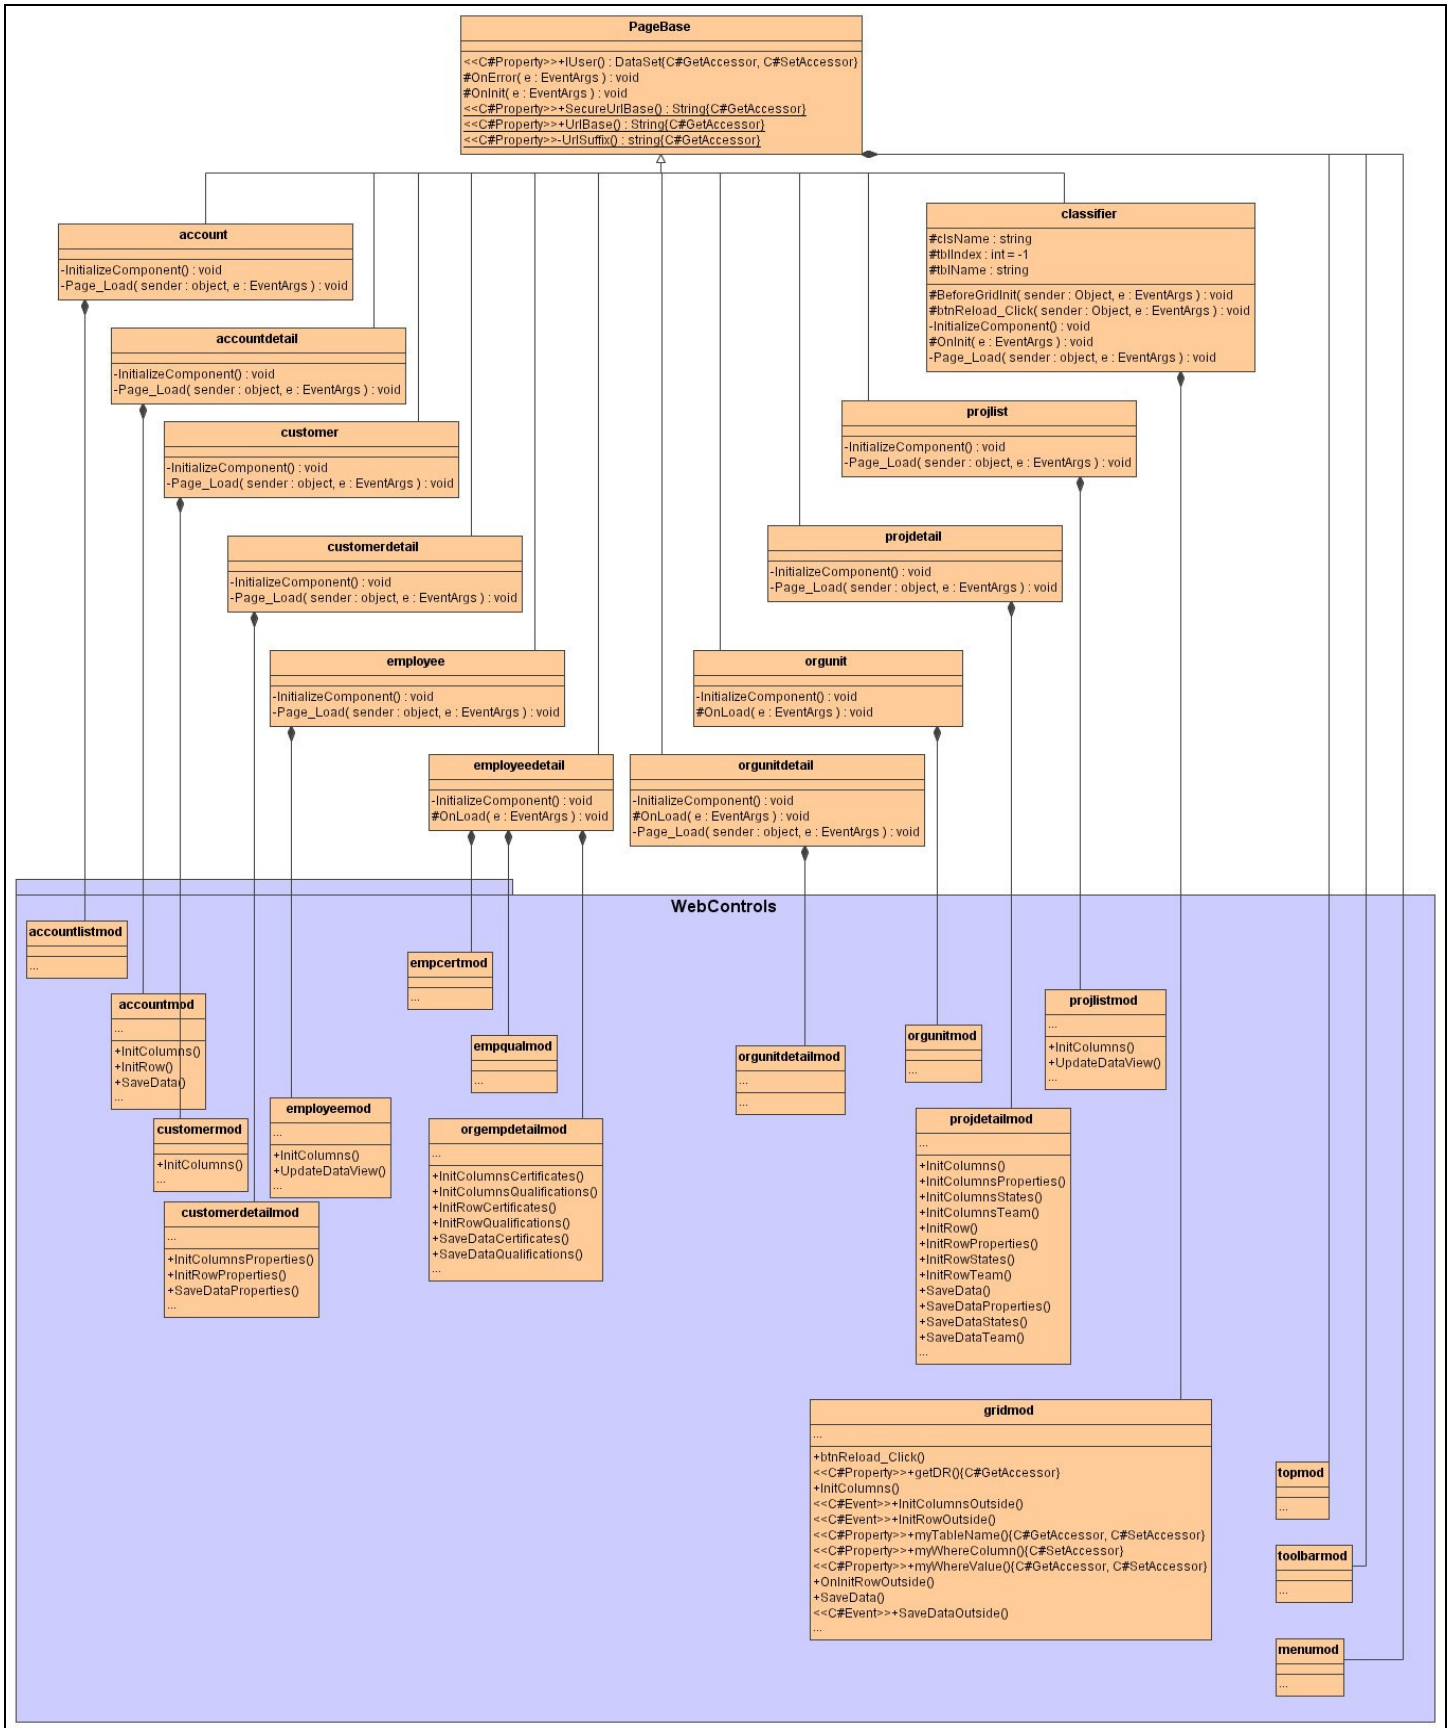 PageBase
<<C#Property>>+IUser() : DataSet{C#GetAccessor, C#SetAccessor}
#OnError( e : EventArgs ) : void
#OnInit( e : EventArgs ) : void
<<C#Property>>+SecureUrlBase() : String{C#GetAccessor}
<<C#Property>>+UrlBase() : String{C#GetAccessor}
<<C#Property>>-UrlSuffix() : string{C#GetAccessor}
account
-InitializeComponent() : void
-Page_Load( sender : object, e : EventArgs ) : void
classifier
#clsName : string
#tblIndex : int = -1
#tblName : string
#BeforeGridInit( sender : Object, e : EventArgs ) : void
#btnReload_Click( sender : Object, e : EventArgs ) : void
-InitializeComponent() : void
#OnInit( e : EventArgs ) : void
-Page_Load( sender : object, e : EventArgs ) : void
accountdetail
-InitializeComponent() : void
-Page_Load( sender : object, e : EventArgs ) : void
customer
-InitializeComponent() : void
-Page_Load( sender : object, e : EventArgs ) : void
projlist
-InitializeComponent() : void
-Page_Load( sender : object, e : EventArgs ) : void
customerdetail
-InitializeComponent() : void
-Page_Load( sender : object, e : EventArgs ) : void
projdetail
-InitializeComponent() : void
-Page_Load( sender : object, e : EventArgs ) : void
employee
-InitializeComponent() : void
-Page_Load( sender : object, e : EventArgs ) : void
orgunit
-InitializeComponent() : void
#OnLoad( e : EventArgs ) : void
employeedetail
-InitializeComponent() : void
#OnLoad( e : EventArgs ) : void
orgunitdetail
-InitializeComponent() : void
#OnLoad( e : EventArgs ) : void
-Page_Load( sender : object, e : EventArgs ) : void
WebControls
accountlistmod
...
empcertmod
...
accountmod
...
+InitColumns()
+InitRow()
+SaveData()
...
projlistmod
...
+InitColumns()
+UpdateDataView()
...
orgunitmod
...
empqualmod
...
orgunitdetailmod
...
...
customermod
+InitColumns()
...
employeemod
...
+InitColumns()
+UpdateDataView()
...
orgempdetailmod
...
+InitColumnsCertificates()
+InitColumnsQualifications()
+InitRowCertificates()
+InitRowQualifications()
+SaveDataCertificates()
+SaveDataQualifications()
...
projdetailmod
...
+InitColumns()
+InitColumnsProperties()
+InitColumnsStates()
+InitColumnsTeam()
+InitRow()
+InitRowProperties()
+InitRowStates()
+InitRowTeam()
+SaveData()
+SaveDataProperties()
+SaveDataStates()
+SaveDataTeam()
...
customerdetailmod
...
+InitColumnsProperties()
+InitRowProperties()
+SaveDataProperties()
...
gridmod
...
+btnReload_Click()
<<C#Property>>+getDR(){C#GetAccessor}
+InitColumns()
<<C#Event>>+InitColumnsOutside()
<<C#Event>>+InitRowOutside()
<<C#Property>>+myTableName(){C#GetAccessor, C#SetAccessor}
<<C#Property>>+myWhereColumn(){C#SetAccessor}
<<C#Property>>+myWhereValue(){C#GetAccessor, C#SetAccessor}
+OnInitRowOutside()
+SaveData()
<<C#Event>>+SaveDataOutside()
...
topmod
...
toolbarmod
...
menumod
...